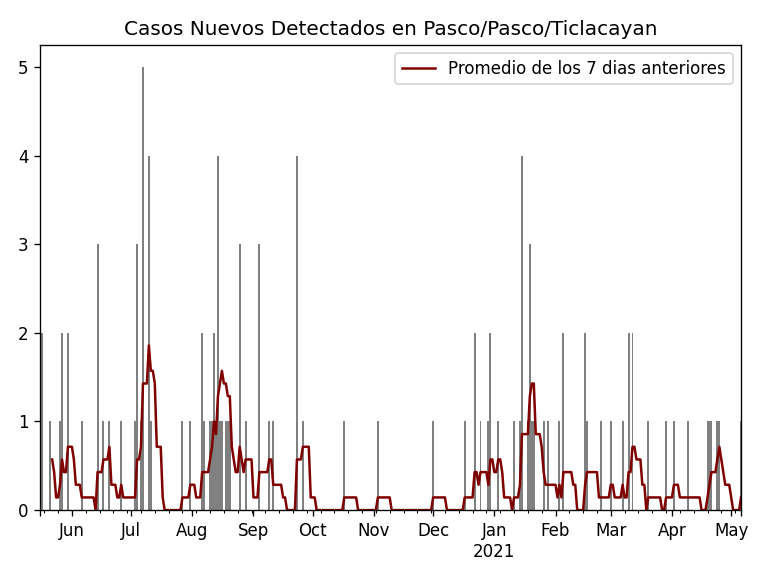 Casos Nuevos Detectados en Pasco/Pasco/Ticlacayan
Promedio de los 7 dias anteriores
5
4
3
2
1
0
Jun Jul Aug Sep Oct Nov Dec Jan Feb Mar Apr May
2021